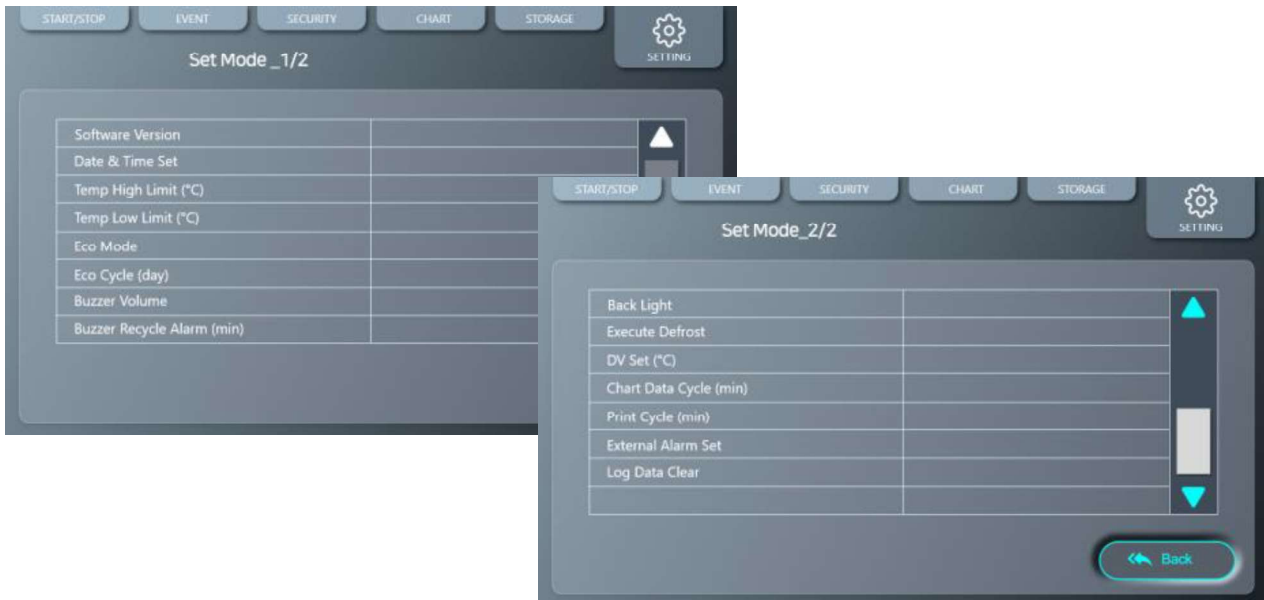 START/STOP EVENT SECURITY CHART STORAGE SETTING
Set Mode _1/2
Software Version
Date & Time Set
Temp High Limit (°C)
Temp Low Limit (°C)
Eco Mode
Eco Cycle (day)
Buzzer Volume
Buzzer Recycle Alarm (min)
START/STOP EVENT SECURITY CHART STORAGE SETTING
Set Mode_2/2
Back Light
Execute Defrost
DV Set (°C)
Chart Data Cycle (min)
Print Cycle (min)
External Alarm Set
Log Data Clear
Back